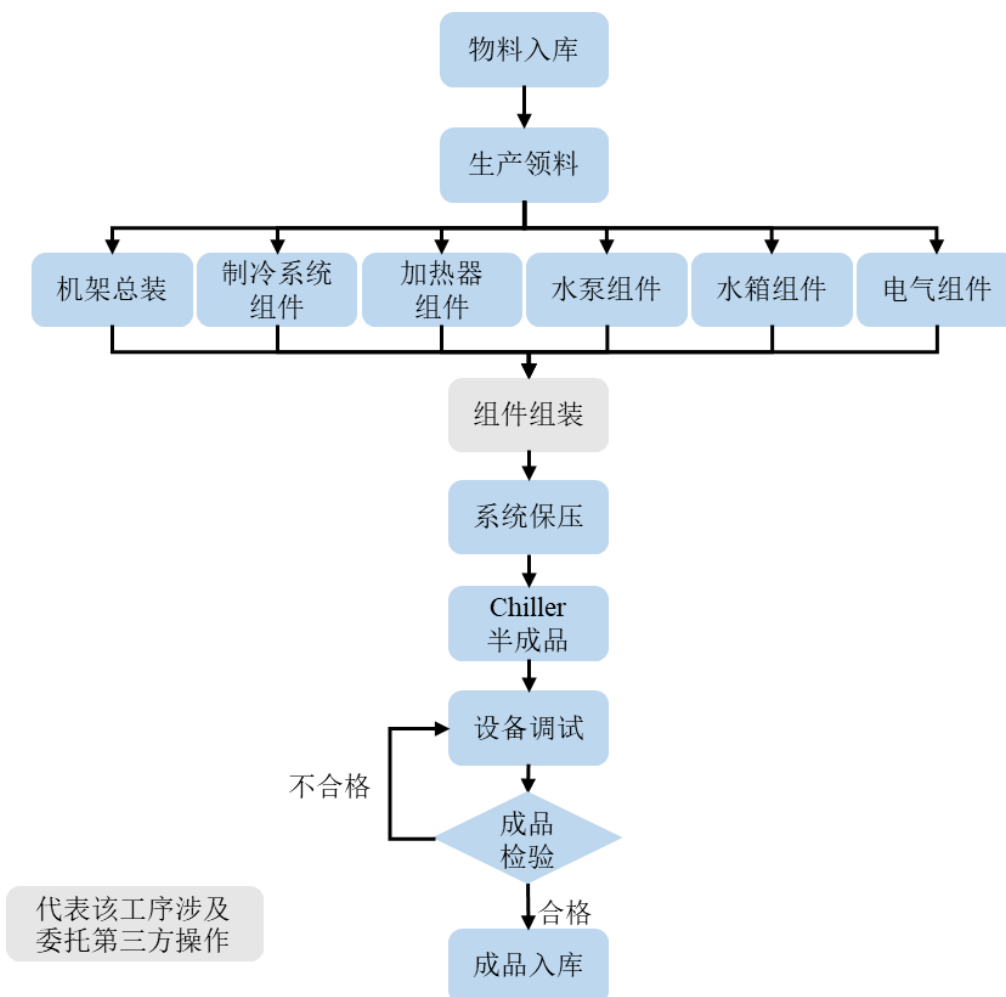 物料入库
生产领料
机架总装
制冷系统
组件
加热器
组件
水泵组件
水箱组件
电气组件
组件组装
系统保压
Chiller
半成品
设备调试
不合格
成品
检验
合格
代表该工序涉及
委托第三方操作
成品入库